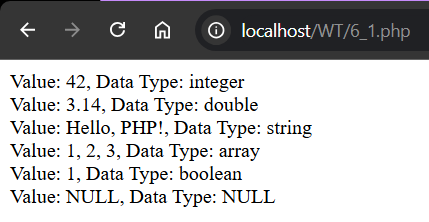 localhost/WT/6_1.php
Value: 42, Data Type: integer
Value: 3.14, Data Type: double
Value: Hello, PHP!, Data Type: string
Value: 1, 2, 3, Data Type: array
Value: 1, Data Type: boolean
Value: NULL, Data Type: NULL